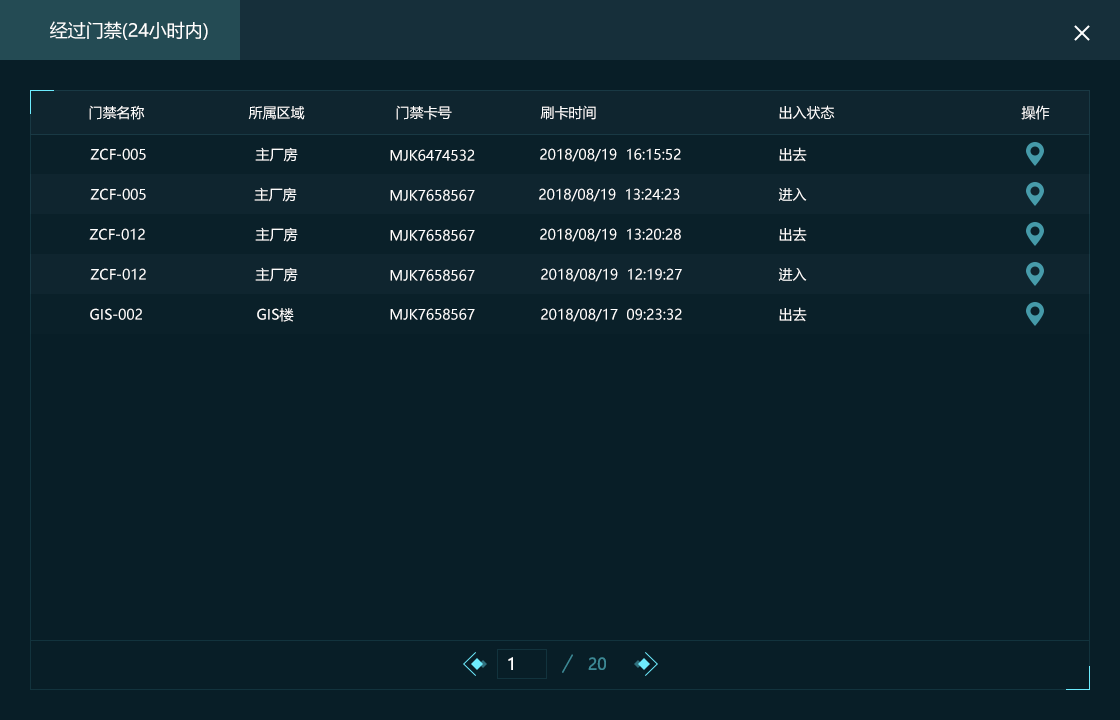 经过门禁(24小时内)
门禁名称 所属区域 门禁卡号 刷卡时间 出入状态 操作
ZCF-005 主厂房 MJK6474532 2018/08/19 16:15:52 出去
ZCF-005 主厂房 MJK7658567 2018/08/19 13:24:23 进入
ZCF-012 主厂房 MJK7658567 2018/08/19 13:20:28 出去
ZCF-012 主厂房 MJK7658567 2018/08/19 12:19:27 进入
GIS-002 GIS楼 MJK7658567 2018/08/17 09:23:32 出去
1 / 20